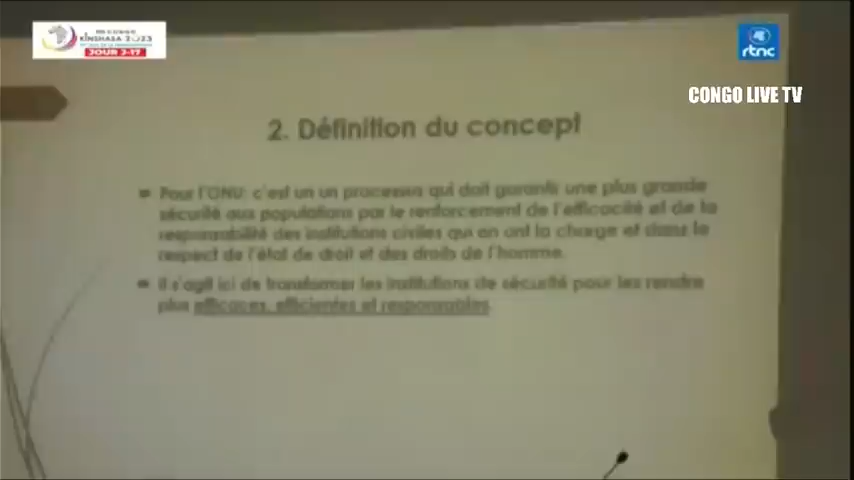 KINSHASA 2023
JOUR J-17
rtnc
CONGO LIVE TV
2. Définition du concept
Pour l'ONU: c'est un un processus qui doit garantir une plus grande
sécurité aux populations par le renforcement de l'efficacité et de la
responsabilité des institutions civiles qui en ont la charge et dans le
respect de l'état de droit et des droits de l'homme.
Il s'agit ici de transformer les institutions de sécurité pour les rendre
plus efficaces, efficientes et responsables.